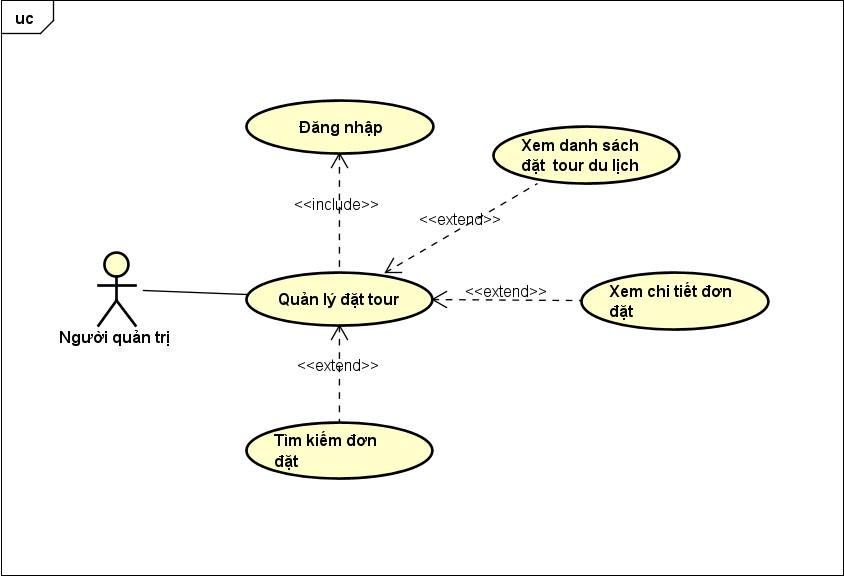 uc
Đăng nhập
Xem danh sách
đặt tour du lịch
<<include>>
<<extend>>
Quản lý đặt tour
<<extend>>
Xem chi tiết đơn
đặt
Người quản trị
<<extend>>
Tìm kiếm đơn
đặt